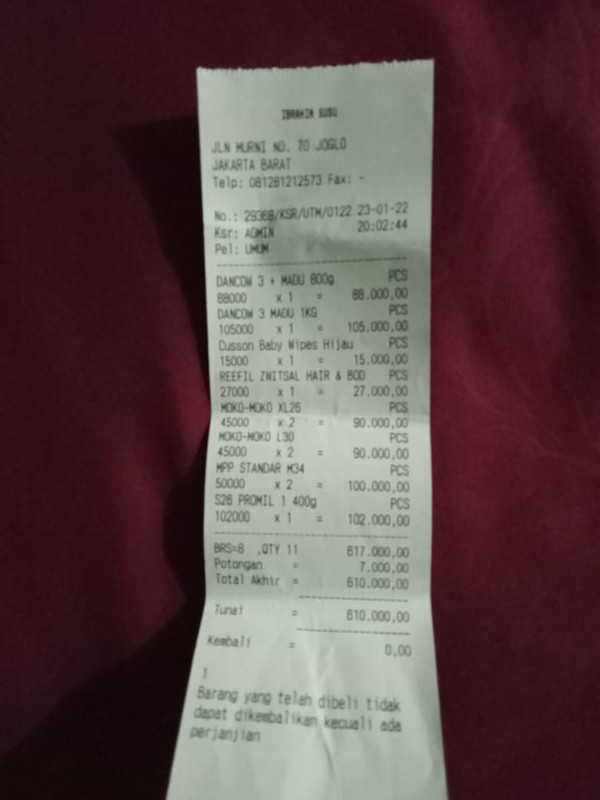 IBRAHIM SUSU
JLN MURNI NO. 70 JOGLO
JAKARTA BARAT
Telp: 081281212573 Fax: -
No.: 29368/KSR/UTM/0122 23-01-22
Ksr: ADMIN 20:02:44
Pel: UMUM
DANCOW 3 + MADU 800g PCS
88000 x 1 = 88.000,00
DANCOW 3 MADU 1KG PCS
105000 x 1 = 105.000,00
Cusson Baby Wipes Hijau PCS
15000 x 1 = 15.000,00
REEFIL ZWITSAL HAIR & BOD PCS
27000 x 1 = 27.000,00
MOKO-MOKO XL26 PCS
45000 x 2 = 90.000,00
MOKO-MOKO L30 PCS
45000 x 2 = 90.000,00
MPP STANDAR M34 PCS
50000 x 2 = 100.000,00
S26 PROMIL 1 400g PCS
102000 x 1 = 102.000,00
BRS=8 ,QTY 11 617.000,00
Potongan = 7.000,00
Total Akhir = 610.000,00
Tunai = 610.000,00
Kembali = 0,00
1
Barang yang telah dibeli tidak
dapat dikembalikan kecuali ada
perjanjian